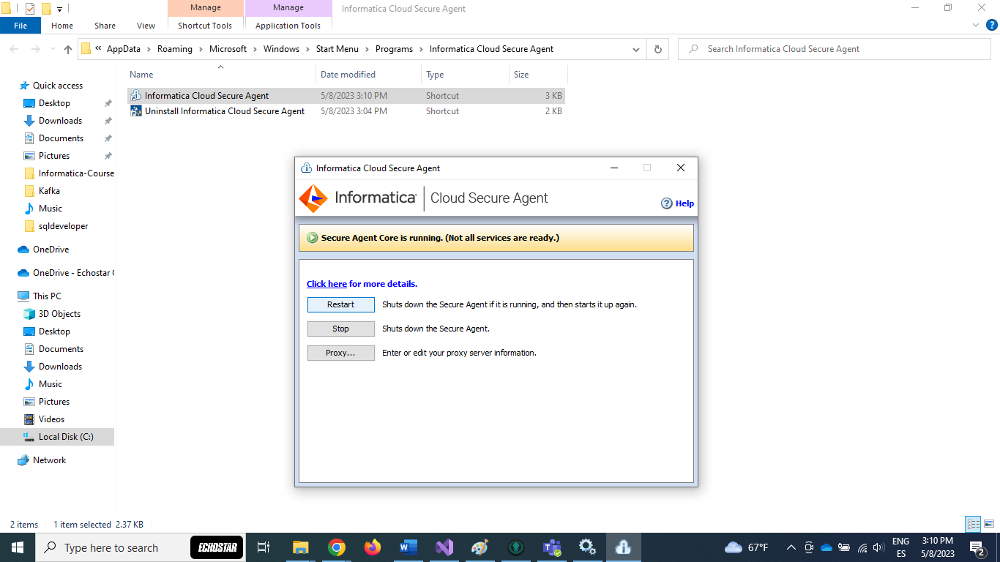 Manage
Manage
Informatica Cloud Secure Agent
File
Home
Share
View
Shortcut Tools
Application Tools
« AppData > Roaming > Microsoft > Windows > Start Menu > Programs > Informatica Cloud Secure Agent
Search Informatica Cloud Secure Agent
Name
Date modified
Type
Size
Informatica Cloud Secure Agent 5/8/2023 3:10 PM Shortcut 3 KB
Uninstall Informatica Cloud Secure Agent 5/8/2023 3:04 PM Shortcut 2 KB
Quick access
Desktop
Downloads
Documents
Pictures
Informatica-Course
Kafka
Music
sqldeveloper
OneDrive
OneDrive - Echostar
This PC
3D Objects
Desktop
Documents
Downloads
Music
Pictures
Videos
Local Disk (C:)
Network
Informatica Cloud Secure Agent
Informatica Cloud Secure Agent
Help
Secure Agent Core is running. (Not all services are ready.)
Click here for more details.
Restart Shuts down the Secure Agent if it is running, and then starts it up again.
Stop Shuts down the Secure Agent.
Proxy... Enter or edit your proxy server information.
2 items
1 item selected 2.37 KB
Type here to search
ECHOSTAR
67°F
ENG
ES
3:10 PM
5/8/2023
2